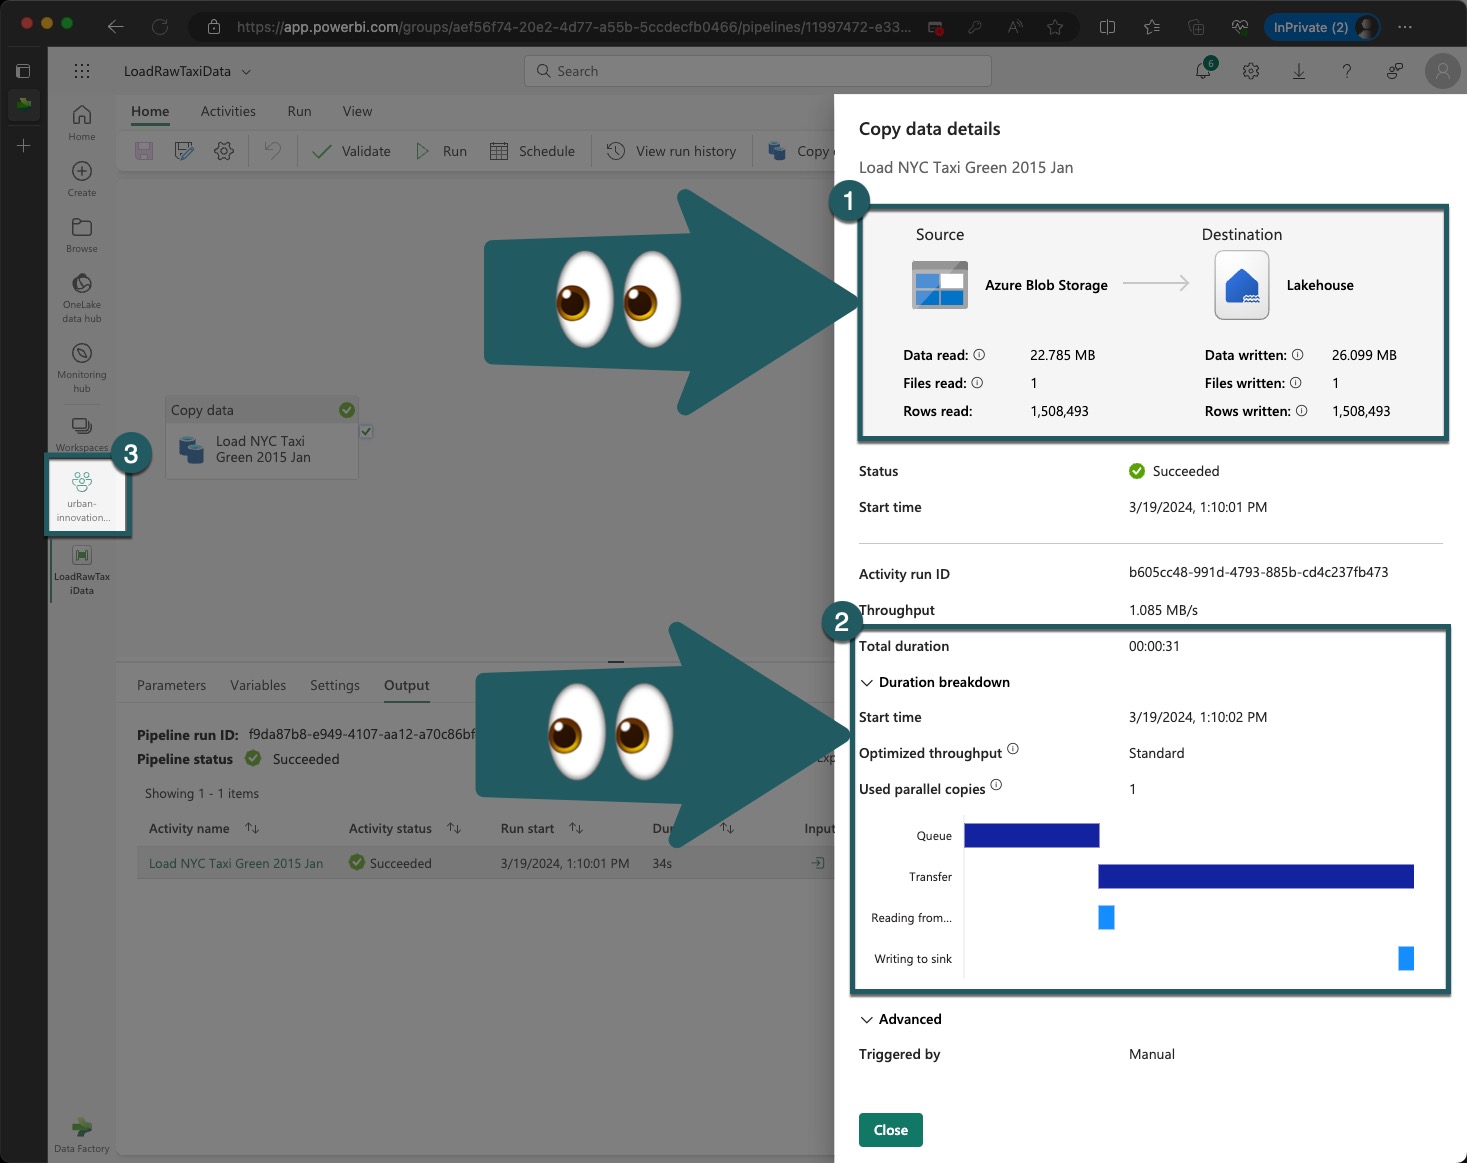 https://app.powerbi.com/groups/aef56f74-20e2-4d77-a55b-5ccdecfb0466/pipelines/11997472-e33...
InPrivate (2)
LoadRawTaxiData
Search
6
Home
Activities
Run
View
Validate
Run
Schedule
View run history
Copy
Home
Create
Browse
OneLake
data hub
Monitoring
hub
Workspaces
3
urban-
innovation...
LoadRawTax
iData
Data Factory
Copy data
Load NYC Taxi
Green 2015 Jan
Parameters
Variables
Settings
Output
Pipeline run ID: f9da87b8-e949-4107-aa12-a70c86bf
Pipeline status Succeeded
Showing 1 - 1 items
Activity name
Activity status
Run start
Du
Input
Load NYC Taxi Green 2015 Jan
Succeeded
3/19/2024, 1:10:01 PM
34s
Copy data details
Load NYC Taxi Green 2015 Jan
1
Source
Destination
Azure Blob Storage
Lakehouse
Data read: 22.785 MB
Data written: 26.099 MB
Files read: 1
Files written: 1
Rows read: 1,508,493
Rows written: 1,508,493
Status Succeeded
Start time 3/19/2024, 1:10:01 PM
Activity run ID b605cc48-991d-4793-885b-cd4c237fb473
Throughput 1.085 MB/s
2
Total duration 00:00:31
Duration breakdown
Start time 3/19/2024, 1:10:02 PM
Optimized throughput Standard
Used parallel copies 1
Queue
Transfer
Reading from...
Writing to sink
Advanced
Triggered by Manual
Close